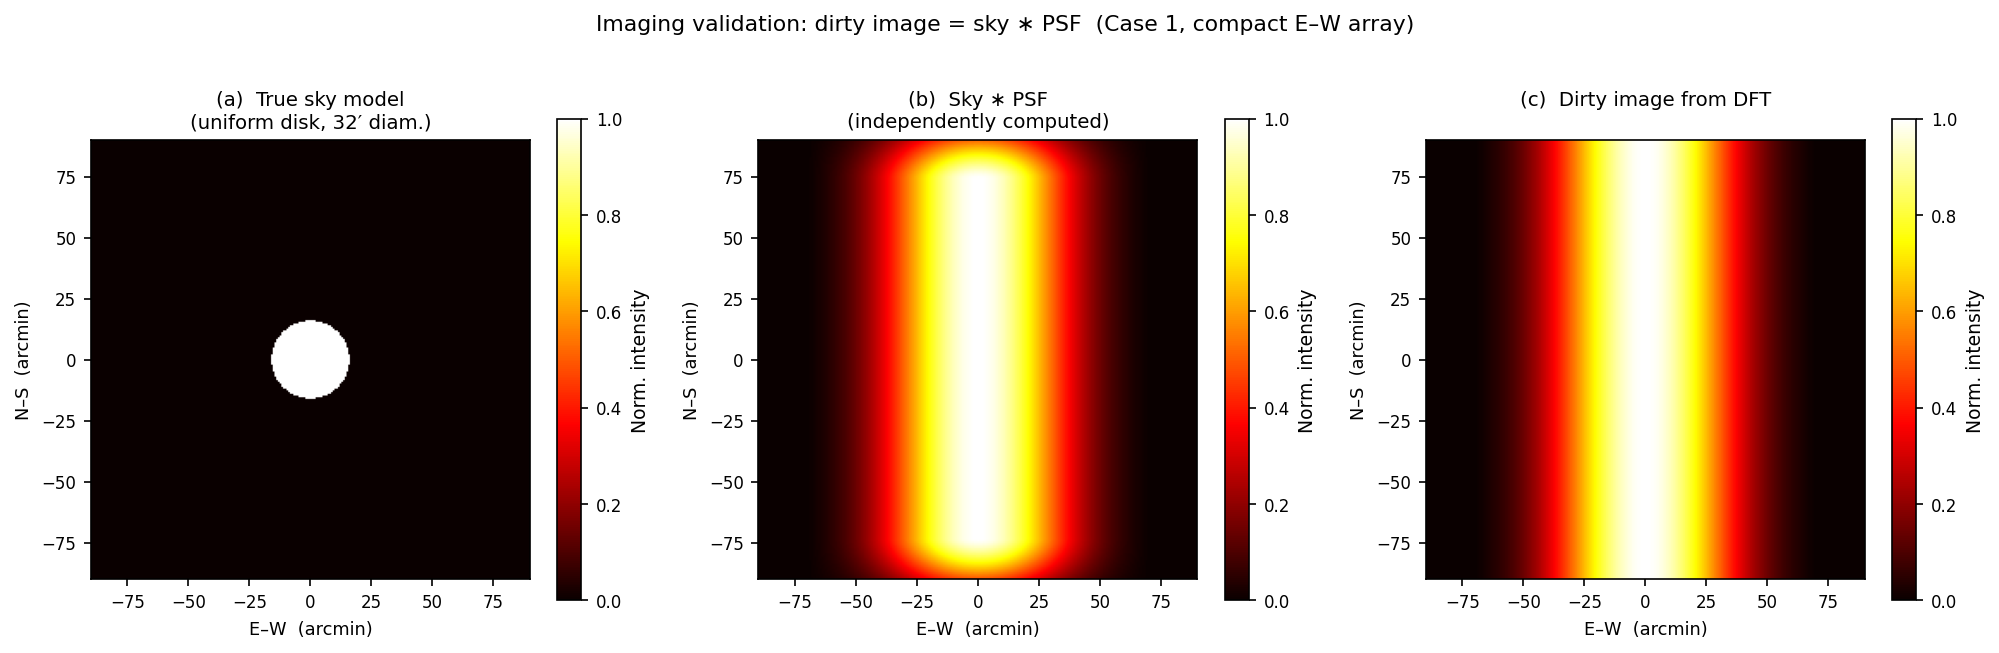 Imaging validation: dirty image = sky ∗ PSF  (Case 1, compact E–W array)
(a)  True sky model
(uniform disk, 32′ diam.)
75
50
25
0
−25
−50
−75
N–S  (arcmin)
−75 −50 −25 0 25 50 75
E–W  (arcmin)
1.0
0.8
0.6
0.4
0.2
0.0
Norm. intensity
(b)  Sky ∗ PSF
(independently computed)
75
50
25
0
−25
−50
−75
N–S  (arcmin)
−75 −50 −25 0 25 50 75
E–W  (arcmin)
1.0
0.8
0.6
0.4
0.2
0.0
Norm. intensity
(c)  Dirty image from DFT
75
50
25
0
−25
−50
−75
N–S  (arcmin)
−75 −50 −25 0 25 50 75
E–W  (arcmin)
1.0
0.8
0.6
0.4
0.2
0.0
Norm. intensity